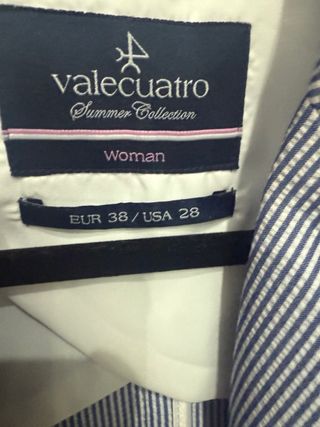 valecuatro
Summer Collection
Woman
EUR 38 / USA 28